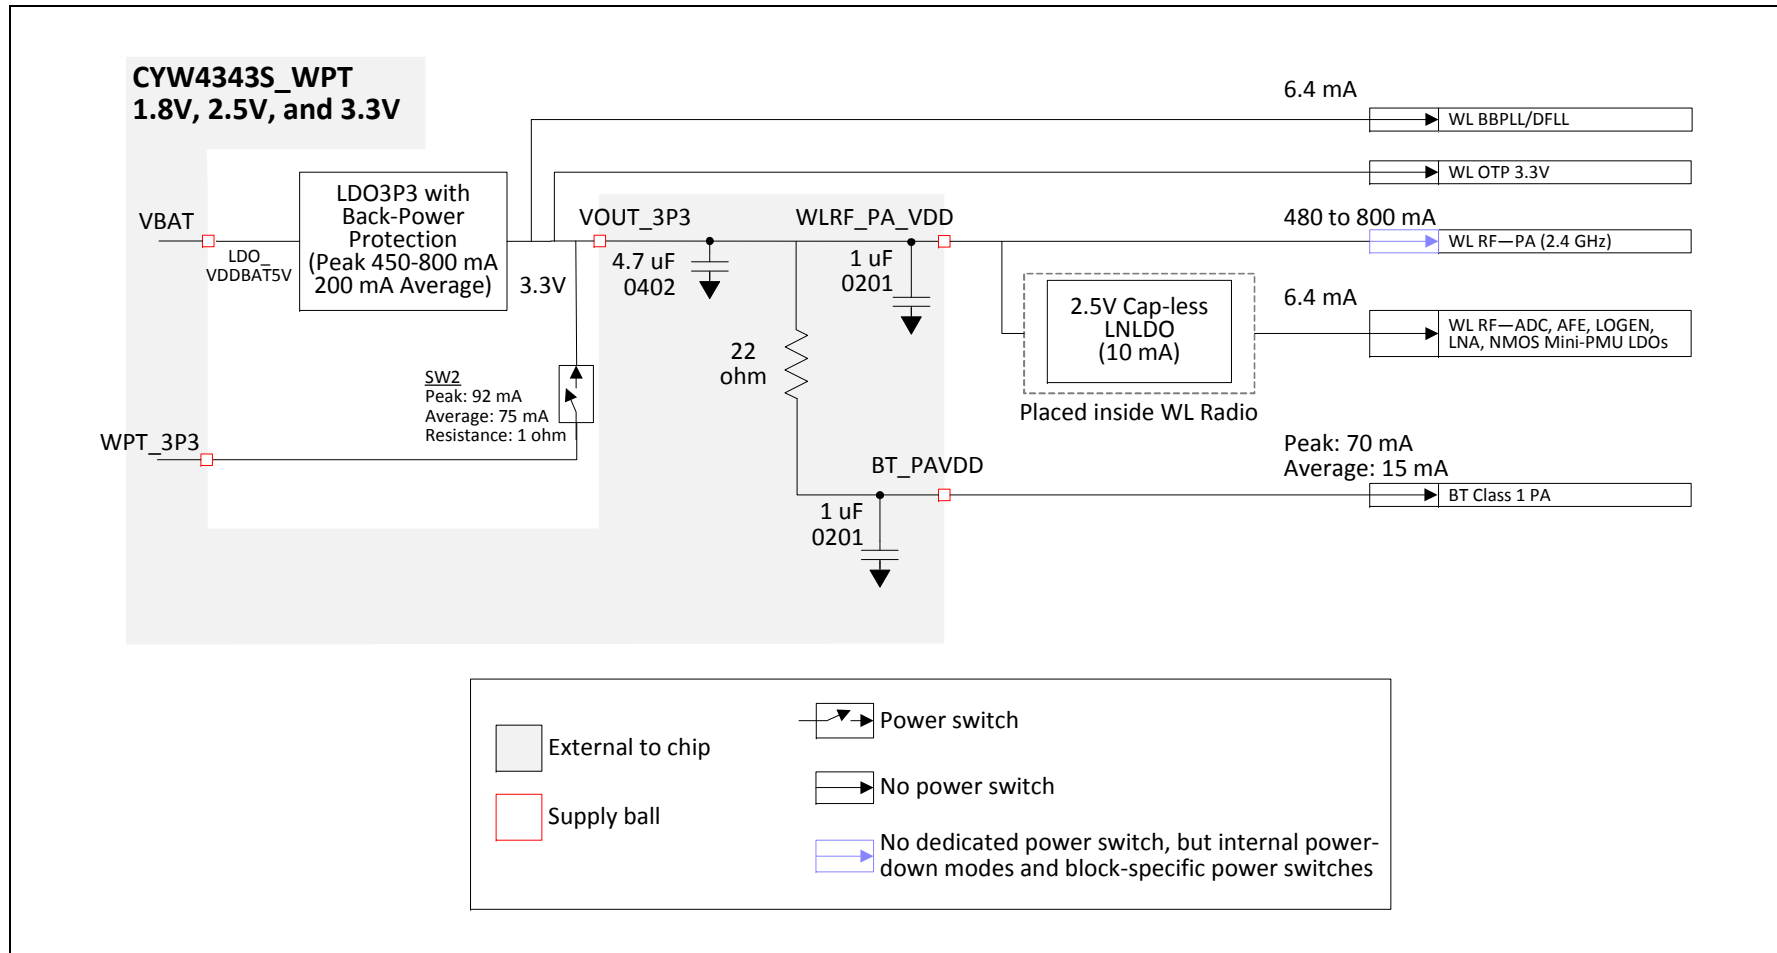 CYW4343S_WPT
1.8V, 2.5V, and 3.3V
6.4 mA
WL BBPLL/DFLL
WL OTP 3.3V
LDO3P3 with
Back-Power
Protection
(Peak 450-800 mA
200 mA Average)
VBAT
LDO_
VDDBAT5V
3.3V
VOUT_3P3
WLRF_PA_VDD
480 to 800 mA
WL RF—PA (2.4 GHz)
4.7 uF
0402
1 uF
0201
2.5V Cap-less
LNLDO
(10 mA)
Placed inside WL Radio
6.4 mA
WL RF—ADC, AFE, LOGEN,
LNA, NMOS Mini-PMU LDOs
22
ohm
SW2
Peak: 92 mA
Average: 75 mA
Resistance: 1 ohm
WPT_3P3
BT_PAVDD
Peak: 70 mA
Average: 15 mA
BT Class 1 PA
1 uF
0201
External to chip
Supply ball
Power switch
No power switch
No dedicated power switch, but internal power-
down modes and block-specific power switches